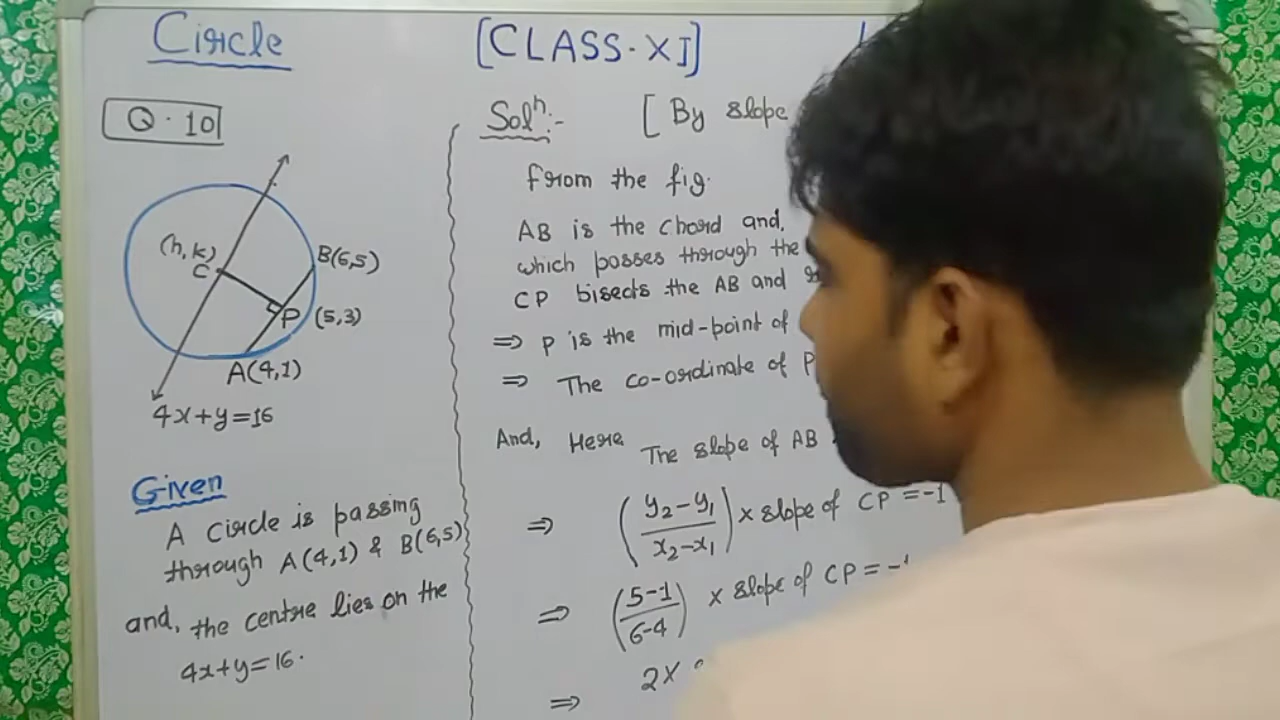 Circle
[CLASS-XI]
Q.10
(h,k)
C
B(6,5)
P (5,3)
A(4,1)
4x+y=16
Given
A circle is passing
through A(4,1) & B(6,5)
and, the centre lies on the
4x+y=16.
Solⁿ:-
[By slope
from the fig.
AB is the chord and,
which posses through the
CP bisects the AB and
⇒ P is the mid-point of
⇒ The co-ordinate of P
And, Here The slope of AB
⇒ (y₂-y₁/x₂-x₁) × slope of CP = -1
⇒ (5-1/6-4) × slope of CP = -1
⇒ 2×